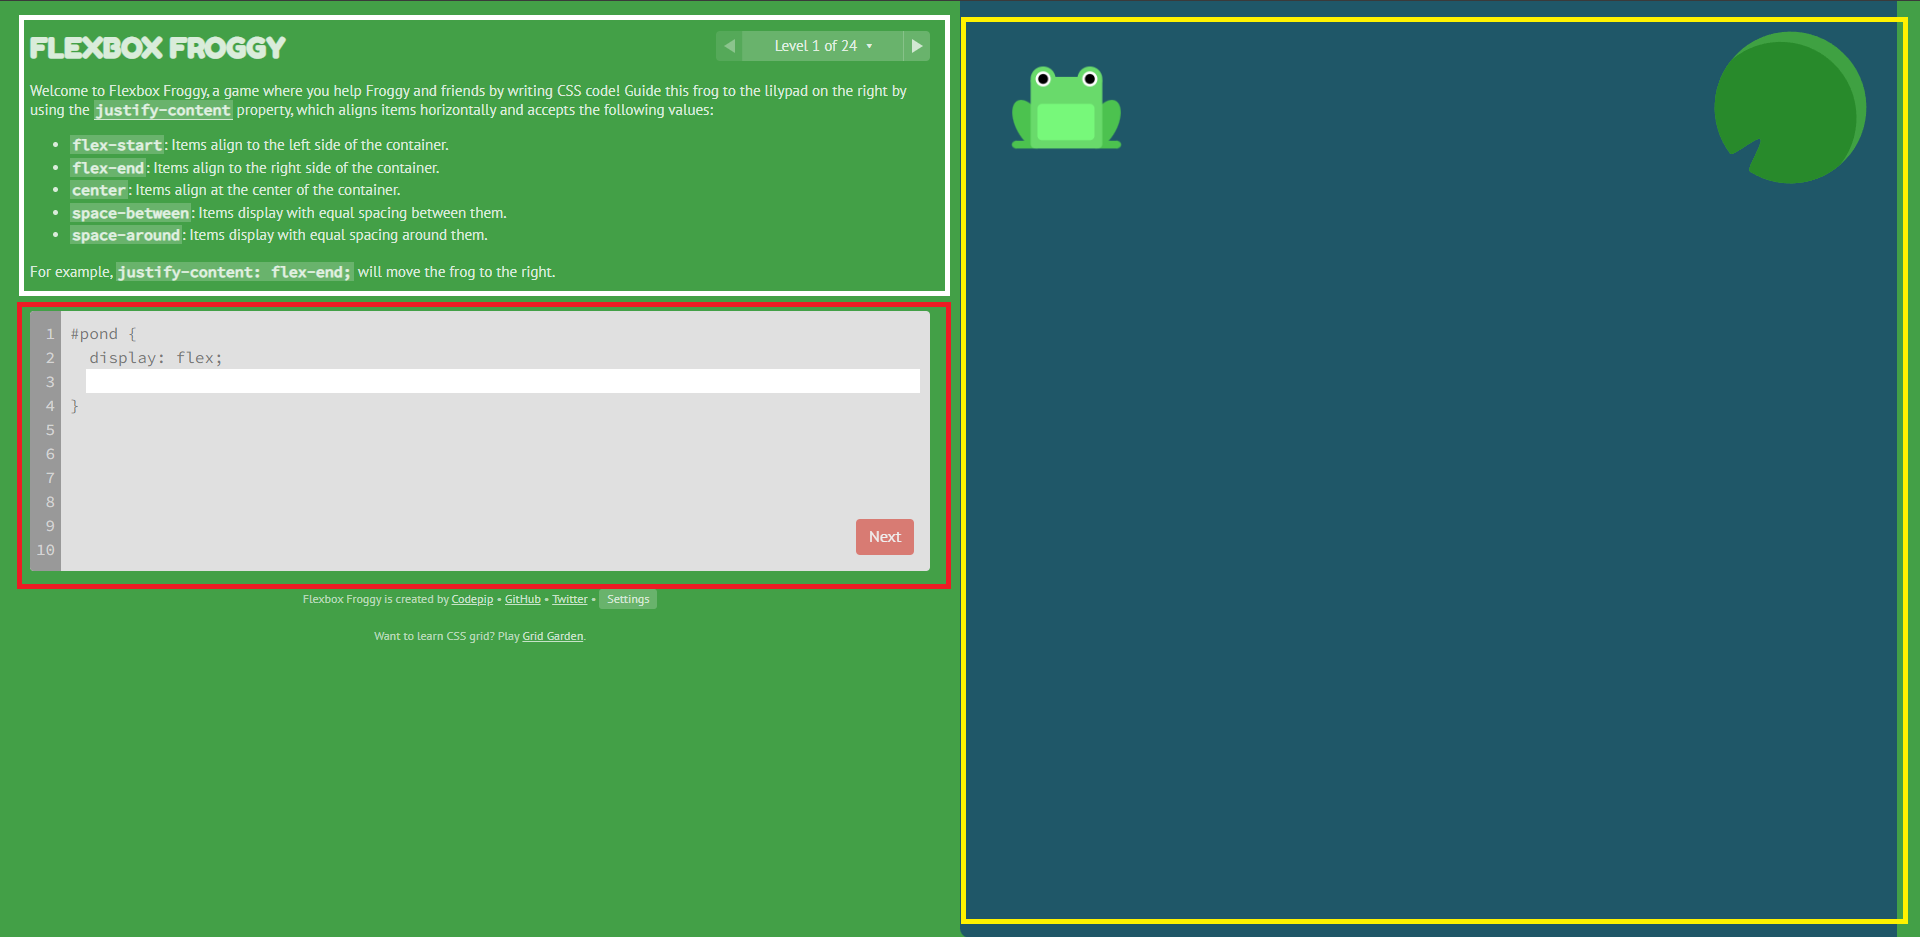 FLEXBOX FROGGY
Level 1 of 24
Welcome to Flexbox Froggy, a game where you help Froggy and friends by writing CSS code! Guide this frog to the lilypad on the right by
using the justify-content property, which aligns items horizontally and accepts the following values:
• flex-start: Items align to the left side of the container.
• flex-end: Items align to the right side of the container.
• center: Items align at the center of the container.
• space-between: Items display with equal spacing between them.
• space-around: Items display with equal spacing around them.
For example, justify-content: flex-end; will move the frog to the right.
1 #pond {
2   display: flex;
3
4 }
5
6
7
8
9
10
Next
Flexbox Froggy is created by Codepip • GitHub • Twitter • Settings
Want to learn CSS grid? Play Grid Garden.